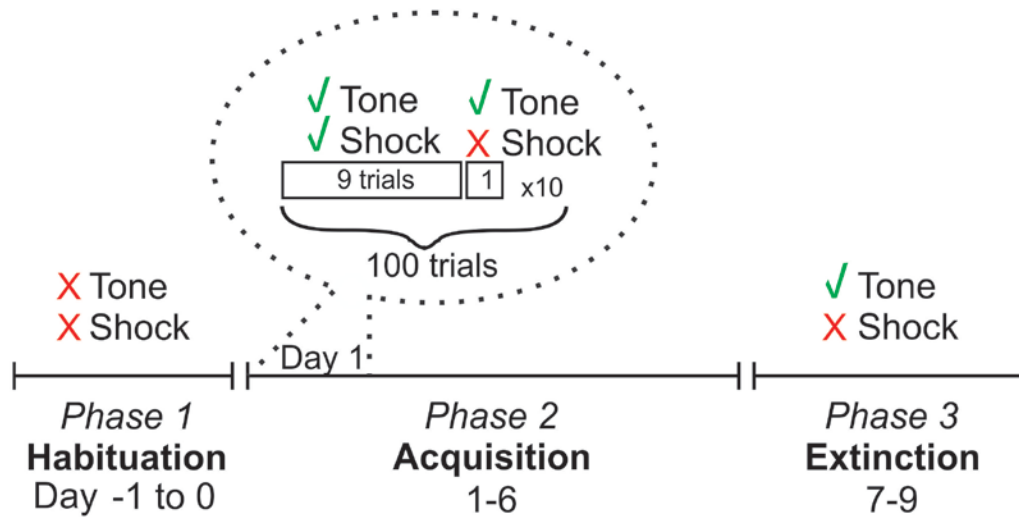 √ Tone √ Tone
√ Shock X Shock
9 trials 1 x10
100 trials
X Tone
X Shock
√ Tone
X Shock
Day 1
Phase 1
Habituation
Day -1 to 0
Phase 2
Acquisition
1-6
Phase 3
Extinction
7-9